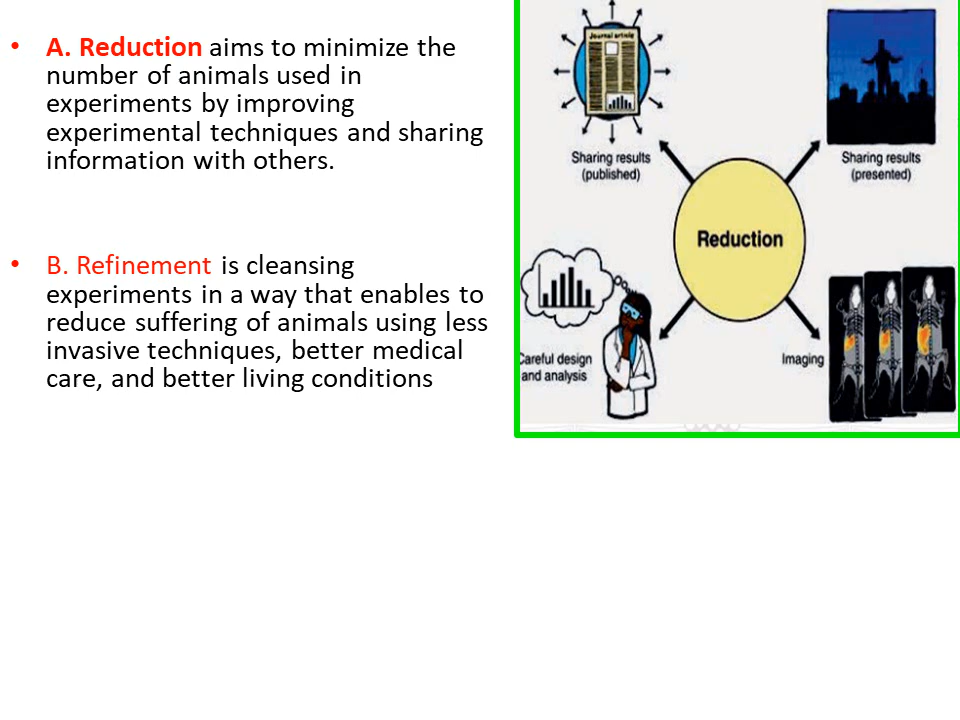 • A. Reduction aims to minimize the
number of animals used in
experiments by improving
experimental techniques and sharing
information with others.
• B. Refinement is cleansing
experiments in a way that enables to
reduce suffering of animals using less
invasive techniques, better medical
care, and better living conditions
Journal article
Sharing results
(published)
Sharing results
(presented)
Reduction
Careful design
and analysis
Imaging